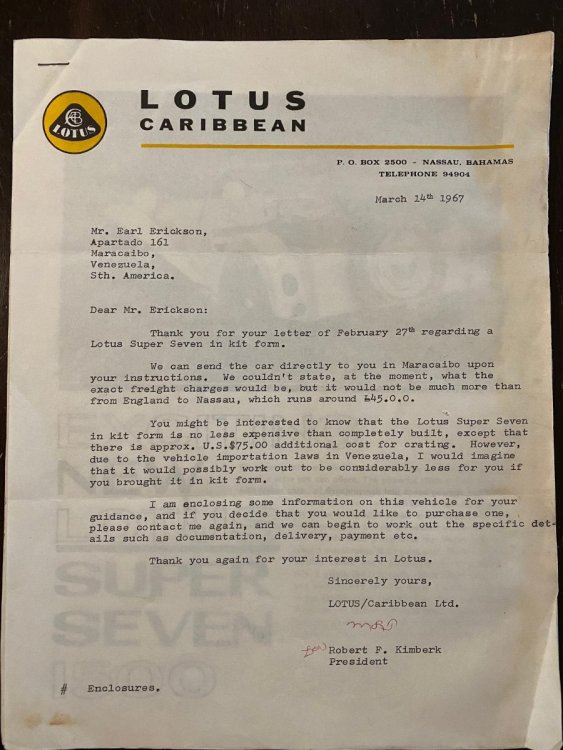 LOTUS
LOTUS
CARIBBEAN
P. O. BOX 2500 - NASSAU, BAHAMAS
TELEPHONE 94904
March 14th 1967
Mr. Earl Erickson,
Apartado 161
Maracaibo,
Venezuela,
Sth. America.
Dear Mr. Erickson:
Thank you for your letter of February 27th regarding a
Lotus Super Seven in kit form.
We can send the car directly to you in Maracaibo upon
your instructions. We couldn't state, at the moment, what the
exact freight charges would be, but it would not be much more than
from England to Nassau, which runs around £45.0.0.
You might be interested to know that the Lotus Super Seven
in kit form is no less expensive than completely built, except that
there is approx. U.S.$75.00 additional cost for crating. However,
due to the vehicle importation laws in Venezuela, I would imagine
that it would possibly work out to be considerably less for you if
you brought it in kit form.
I am enclosing some information on this vehicle for your
guidance, and if you decide that you would like to purchase one,
please contact me again, and we can begin to work out the specific det-
ails such as documentation, delivery, payment etc.
Thank you again for your interest in Lotus.
Sincerely yours,
LOTUS/Caribbean Ltd.
for Robert F. Kimberk
President
# Enclosures.
SUPER
SEVEN
1500